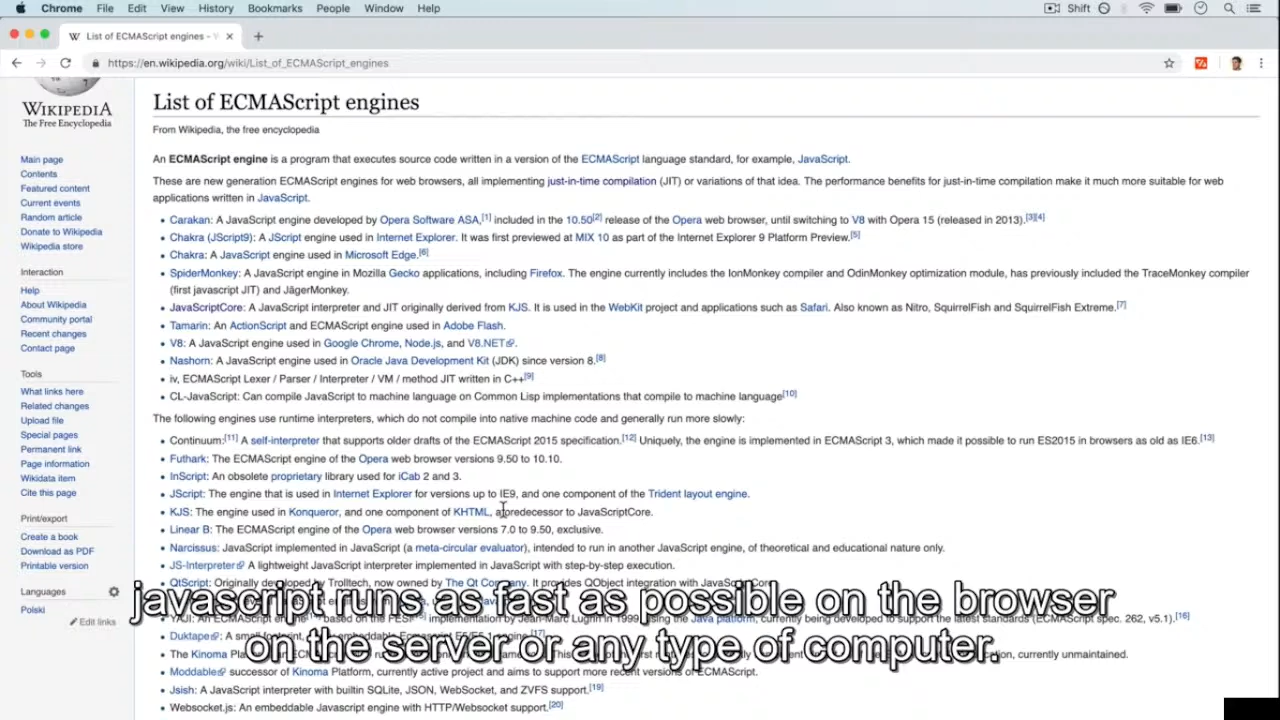 Chrome File Edit View History Bookmarks People Window Help Shift
List of ECMAScript engines -
https://en.wikipedia.org/wiki/List_of_ECMAScript_engines
WIKIPEDIA
The Free Encyclopedia
Main page
Contents
Featured content
Current events
Random article
Donate to Wikipedia
Wikipedia store
Interaction
Help
About Wikipedia
Community portal
Recent changes
Contact page
Tools
What links here
Related changes
Upload file
Special pages
Permanent link
Page information
Wikidata item
Cite this page
Print/export
Create a book
Download as PDF
Printable version
Languages
Polski
Edit links
List of ECMAScript engines
From Wikipedia, the free encyclopedia
An ECMAScript engine is a program that executes source code written in a version of the ECMAScript language standard, for example, JavaScript.
These are new generation ECMAScript engines for web browsers, all implementing just-in-time compilation (JIT) or variations of that idea. The performance benefits for just-in-time compilation make it much more suitable for web
applications written in JavaScript.
• Carakan: A JavaScript engine developed by Opera Software ASA,[1] included in the 10.50[2] release of the Opera web browser, until switching to V8 with Opera 15 (released in 2013).[3][4]
• Chakra (JScript9): A JScript engine used in Internet Explorer. It was first previewed at MIX 10 as part of the Internet Explorer 9 Platform Preview.[5]
• Chakra: A JavaScript engine used in Microsoft Edge.[6]
• SpiderMonkey: A JavaScript engine in Mozilla Gecko applications, including Firefox. The engine currently includes the IonMonkey compiler and OdinMonkey optimization module, has previously included the TraceMonkey compiler
(first javascript JIT) and JägerMonkey.
• JavaScriptCore: A JavaScript interpreter and JIT originally derived from KJS. It is used in the WebKit project and applications such as Safari. Also known as Nitro, SquirrelFish and SquirrelFish Extreme.[7]
• Tamarin: An ActionScript and ECMAScript engine used in Adobe Flash.
• V8: A JavaScript engine used in Google Chrome, Node.js, and V8.NET.
• Nashorn: A JavaScript engine used in Oracle Java Development Kit (JDK) since version 8.[8]
• iv, ECMAScript Lexer / Parser / Interpreter / VM / method JIT written in C++[9]
• CL-JavaScript: Can compile JavaScript to machine language on Common Lisp implementations that compile to machine language[10]
The following engines use runtime interpreters, which do not compile into native machine code and generally run more slowly:
• Continuum:[11] A self-interpreter that supports older drafts of the ECMAScript 2015 specification.[12] Uniquely, the engine is implemented in ECMAScript 3, which made it possible to run ES2015 in browsers as old as IE6.[13]
• Futhark: The ECMAScript engine of the Opera web browser versions 9.50 to 10.10.
• InScript: An obsolete proprietary library used for iCab 2 and 3.
• JScript: The engine that is used in Internet Explorer for versions up to IE9, and one component of the Trident layout engine.
• KJS: The engine used in Konqueror, and one component of KHTML, a predecessor to JavaScriptCore.
• Linear B: The ECMAScript engine of the Opera web browser versions 7.0 to 9.50, exclusive.
• Narcissus: JavaScript implemented in JavaScript (a meta-circular evaluator), intended to run in another JavaScript engine, of theoretical and educational nature only.
• JS-Interpreter A lightweight JavaScript interpreter implemented in JavaScript with step-by-step execution.
• QtScript: Originally developed by Trolltech, now owned by The Qt Company. It provides QObject integration with JavaScriptCore.
javascript runs as fast as possible on the browser
• YAJI: An ECMAScript engine based on the FESI implementation by Jean-Marc Lugrin in 1999, using the Java platform, currently being developed to support the latest standards (ECMAScript spec. 262, v5.1).[16]
• Duktape: A small footprint, engine[17]
on the server or any type of computer.
• The Kinoma currently unmaintained.
• Moddable successor of Kinoma Platform, currently active project and aims to support more recent versions of ECMAScript.
• Jsish: A JavaScript interpreter with builtin SQLite, JSON, WebSocket, and ZVFS support.[19]
• Websocket.js: An embeddable Javascript engine with HTTP/Websocket support.[20]